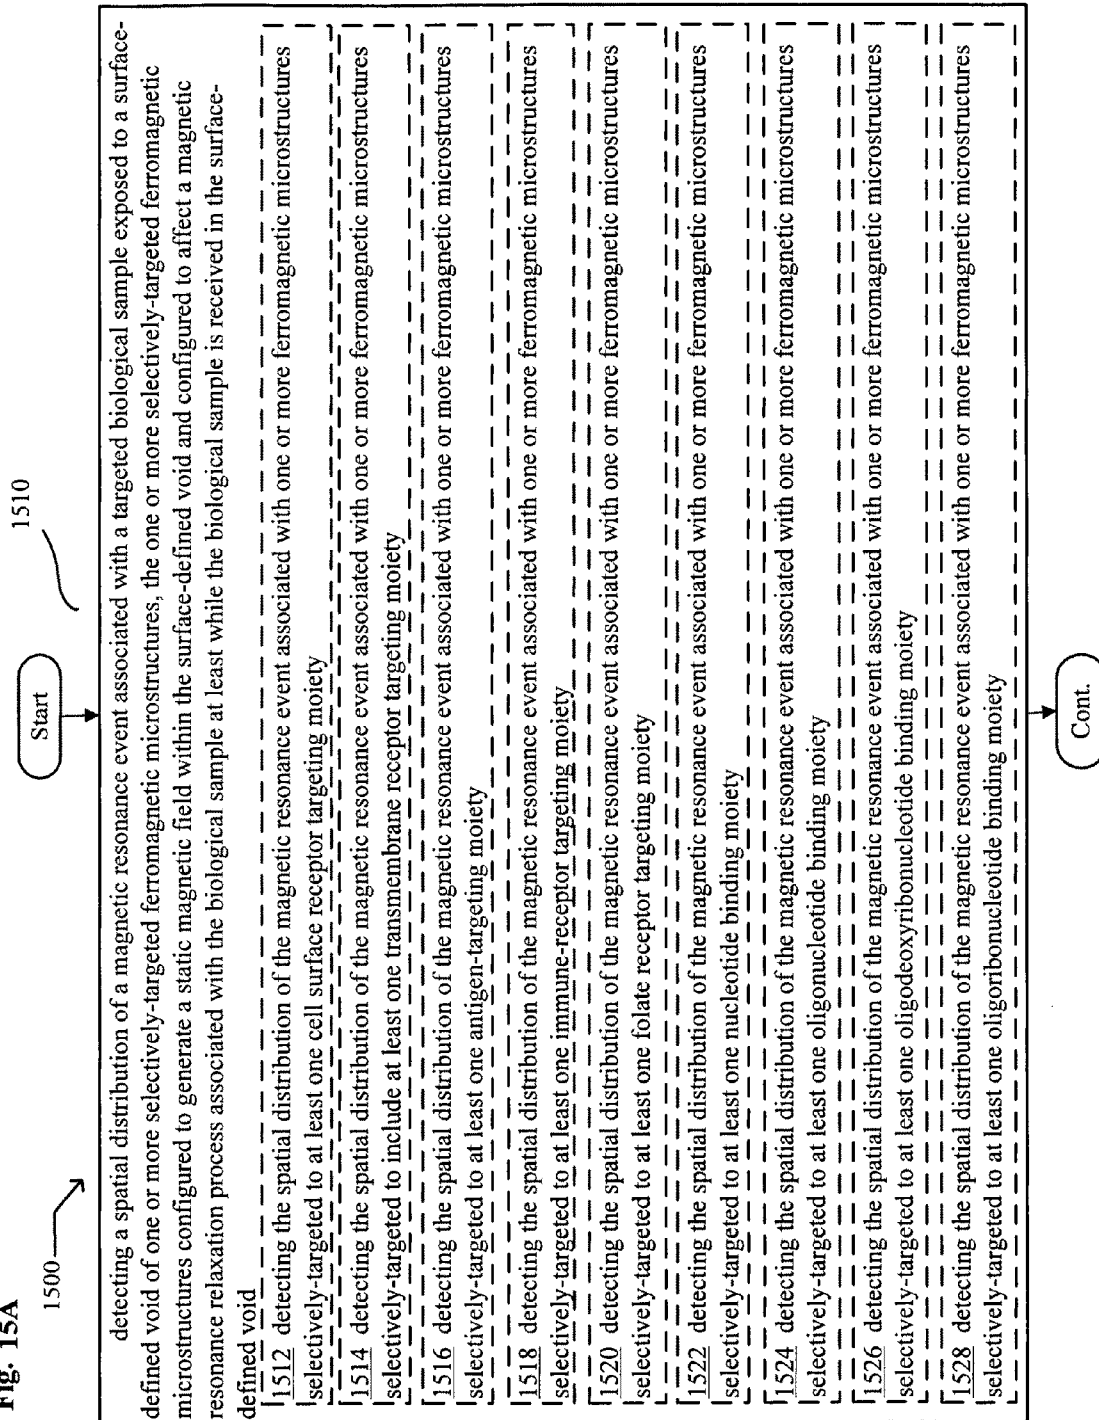 Fig. 15A
1500
Start
1510
detecting a spatial distribution of a magnetic resonance event associated with a targeted biological sample exposed to a surface-
defined void of one or more selectively-targeted ferromagnetic microstructures, the one or more selectively-targeted ferromagnetic
microstructures configured to generate a static magnetic field within the surface-defined void and configured to affect a magnetic
resonance relaxation process associated with the biological sample at least while the biological sample is received in the surface-
defined void
1512 detecting the spatial distribution of the magnetic resonance event associated with one or more ferromagnetic microstructures
selectively-targeted to at least one cell surface receptor targeting moiety
1514 detecting the spatial distribution of the magnetic resonance event associated with one or more ferromagnetic microstructures
selectively-targeted to include at least one transmembrane receptor targeting moiety
1516 detecting the spatial distribution of the magnetic resonance event associated with one or more ferromagnetic microstructures
selectively-targeted to at least one antigen-targeting moiety
1518 detecting the spatial distribution of the magnetic resonance event associated with one or more ferromagnetic microstructures
selectively-targeted to at least one immune-receptor targeting moiety
1520 detecting the spatial distribution of the magnetic resonance event associated with one or more ferromagnetic microstructures
selectively-targeted to at least one folate receptor targeting moiety
1522 detecting the spatial distribution of the magnetic resonance event associated with one or more ferromagnetic microstructures
selectively-targeted to at least one nucleotide binding moiety
1524 detecting the spatial distribution of the magnetic resonance event associated with one or more ferromagnetic microstructures
selectively-targeted to at least one oligonucleotide binding moiety
1526 detecting the spatial distribution of the magnetic resonance event associated with one or more ferromagnetic microstructures
selectively-targeted to at least one oligodeoxyribonucleotide binding moiety
1528 detecting the spatial distribution of the magnetic resonance event associated with one or more ferromagnetic microstructures
selectively-targeted to at least one oligoribonucleotide binding moiety
Cont.